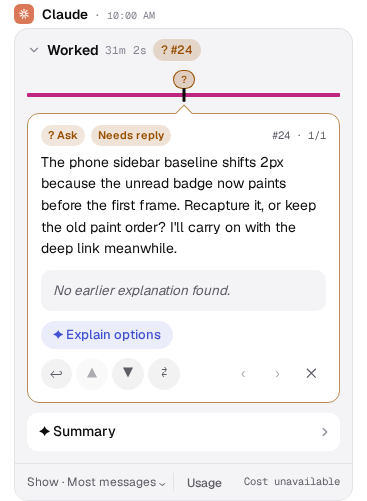 Claude · 10:00 AM
Worked 31m 2s ? #24
?
? Ask Needs reply #24 · 1/1
The phone sidebar baseline shifts 2px
because the unread badge now paints
before the first frame. Recapture it, or keep
the old paint order? I'll carry on with the
deep link meanwhile.
No earlier explanation found.
Explain options
Summary
Show · Most messages Usage Cost unavailable